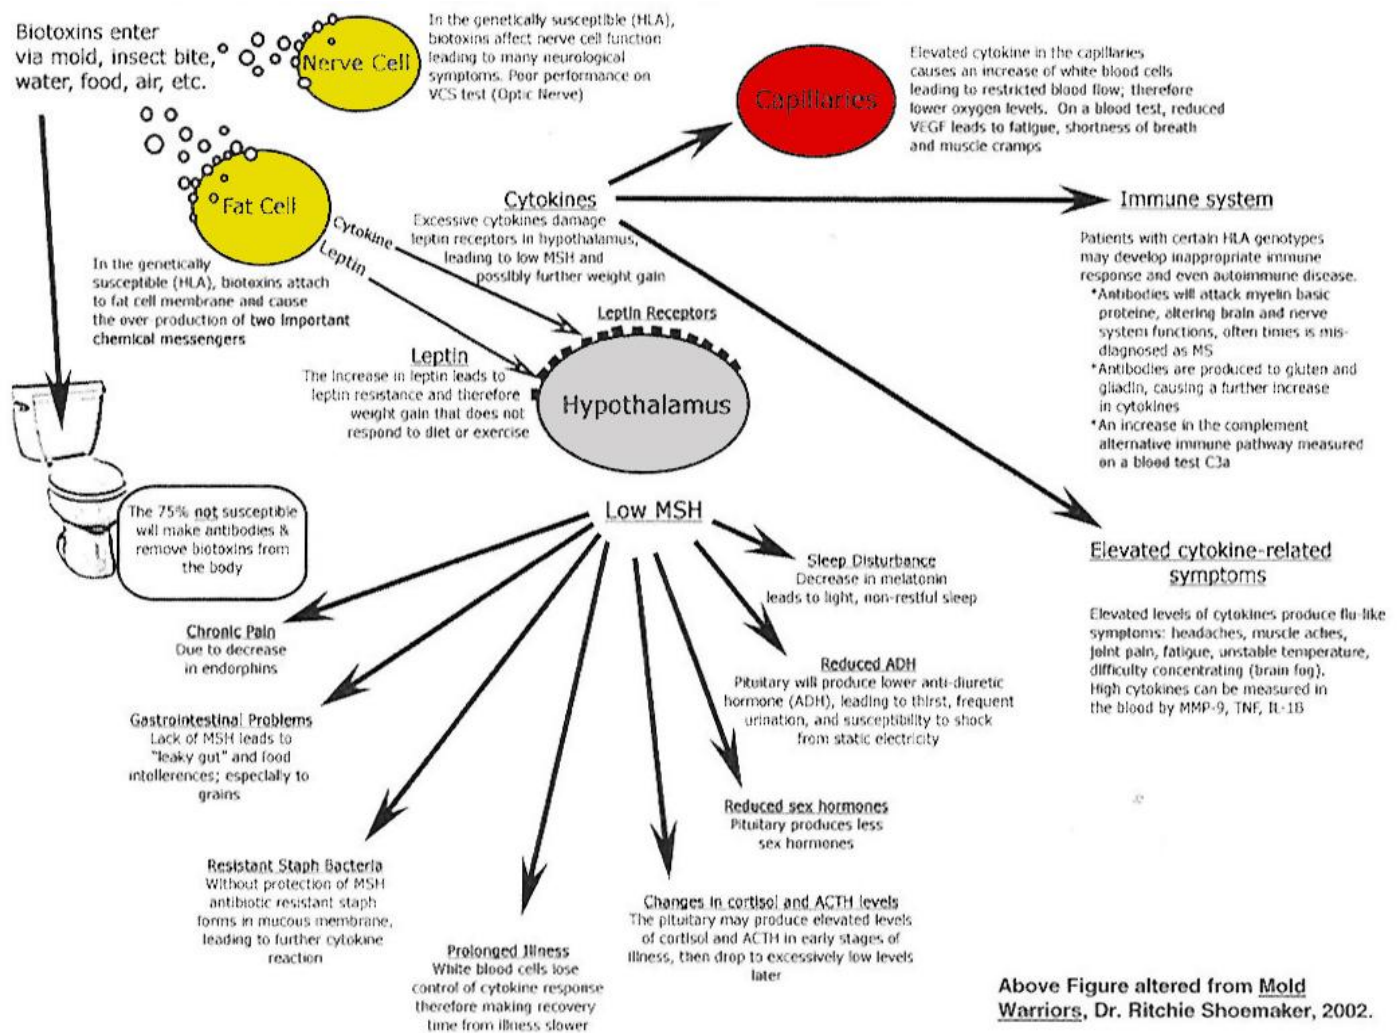 Biotoxins enter
via mold, insect bite,
water, food, air, etc.
Nerve Cell
In the genetically susceptible (HLA),
biotoxins affect nerve cell function
leading to many neurological
symptoms. Poor performance on
VCS test (Optic Nerve)
Capillaries
Elevated cytokine in the capillaries
causes an increase of white blood cells
leading to restricted blood flow; therefore
lower oxygen levels. On a blood test, reduced
VEGF leads to fatigue, shortness of breath
and muscle cramps
Fat Cell
Cytokine
Leptin
In the genetically
susceptible (HLA), biotoxins attach
to fat cell membrane and cause
the over production of two important
chemical messengers
Cytokines
Excessive cytokines damage
leptin receptors in hypothalamus,
leading to low MSH and
possibly further weight gain
Immune system
Patients with certain HLA genotypes
may develop inappropriate immune
response and even autoimmune disease.
*Antibodies will attack myelin basic
proteine, altering brain and nerve
system functions, often times is mis-
diagnosed as MS
*Antibodies are produced to gluten and
gliadin, causing a further increase
in cytokines
*An increase in the complement
alternative immune pathway measured
on a blood test C3a
Leptin Receptors
Leptin
The increase in leptin leads to
leptin resistance and therefore
weight gain that does not
respond to diet or exercise
Hypothalamus
The 75% not susceptible
will make antibodies &
remove biotoxins from
the body
Low MSH
Elevated cytokine-related
symptoms
Elevated levels of cytokines produce flu-like
symptoms: headaches, muscle aches,
joint pain, fatigue, unstable temperature,
difficulty concentrating (brain fog).
High cytokines can be measured in
the blood by MMP-9, TNF, IL-1B
Sleep Disturbance
Decrease in melatonin
leads to light, non-restful sleep
Chronic Pain
Due to decrease
in endorphins
Reduced ADH
Pituitary will produce lower anti-diuretic
hormone (ADH), leading to thirst, frequent
urination, and susceptibility to shock
from static electricity
Gastrointestinal Problems
Lack of MSH leads to
"leaky gut" and food
intollerences; especially to
grains
Reduced sex hormones
Pituitary produces less
sex hormones
Resistant Staph Bacteria
Without protection of MSH
antibiotic resistant staph
forms in mucous membrane,
leading to further cytokine
reaction
Changes in cortisol and ACTH levels
The pituitary may produce elevated levels
of cortisol and ACTH in early stages of
illness, then drop to excessively low levels
later
Prolonged Illness
White blood cells lose
control of cytokine response
therefore making recovery
time from illness slower
Above Figure altered from Mold
Warriors, Dr. Ritchie Shoemaker, 2002.